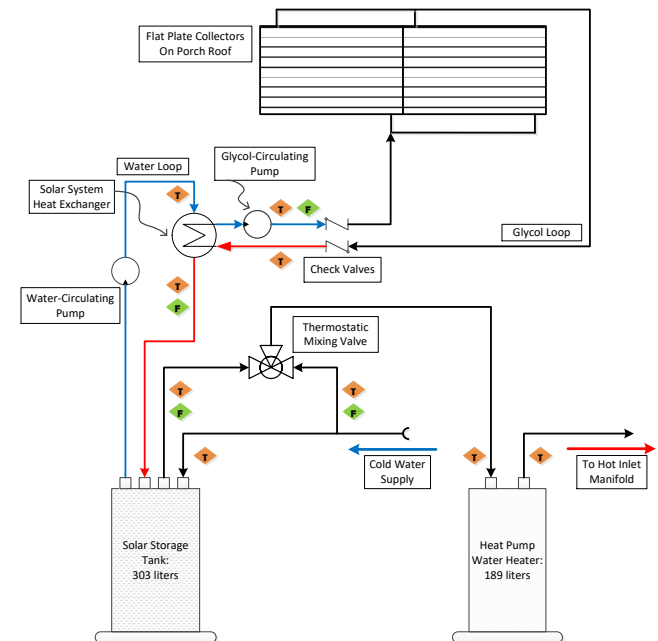 Flat Plate Collectors
On Porch Roof
Glycol-Circulating
Pump
Water Loop
T
Solar System
Heat Exchanger
T
F
Glycol Loop
T
Check Valves
T
F
Water-Circulating
Pump
Thermostatic
Mixing Valve
T
F
T
F
T
Cold Water
Supply
T
T
To Hot Inlet
Manifold
Solar Storage
Tank:
303 liters
Heat Pump
Water Heater:
189 liters